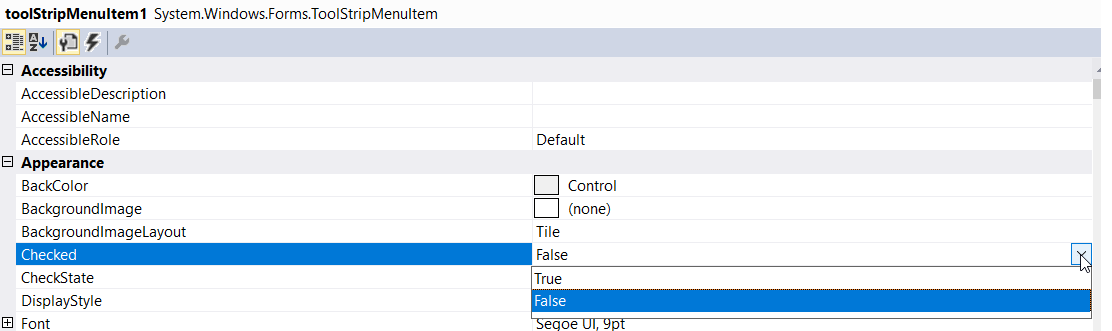 toolStripMenuItem1 System.Windows.Forms.ToolStripMenuItem
Accessibility
AccessibleDescription
AccessibleName
AccessibleRole Default
Appearance
BackColor Control
BackgroundImage (none)
BackgroundImageLayout Tile
Checked False
CheckState True
DisplayStyle False
Font Segoe UI, 9pt